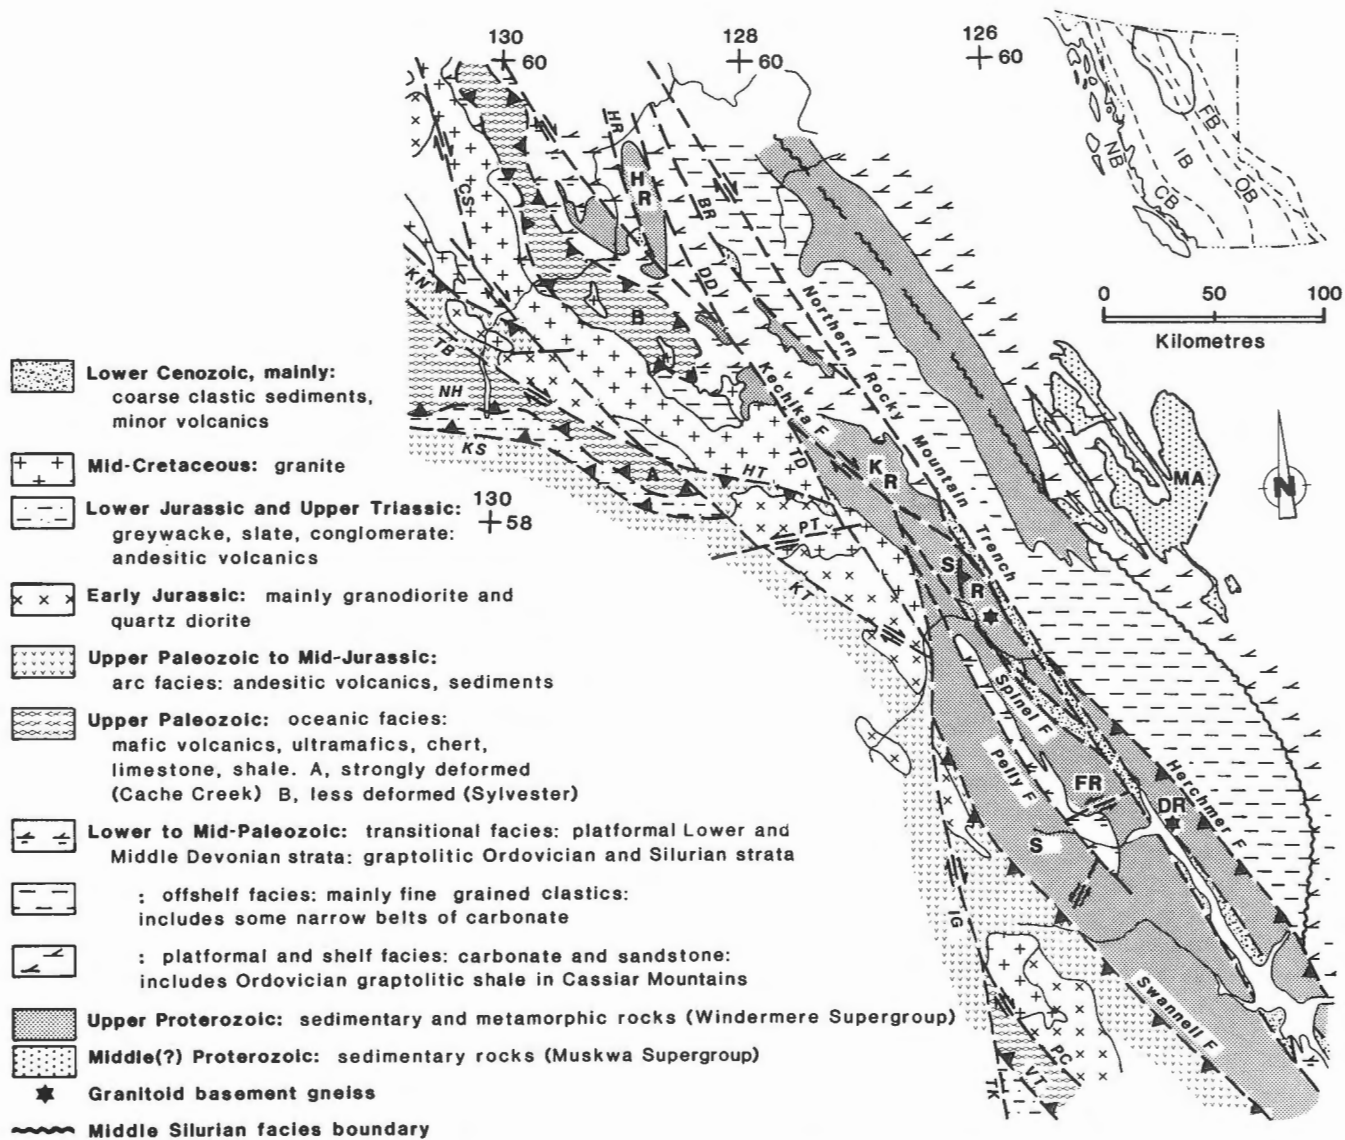 130
60
128
60
126
60
NB
CB
IB
FB
OB
0 50 100
Kilometres
N
MA
HR
H
R
BR
CS
KN
TB
NH
KS
B
DD
A
HT
TD
PT
KT
Kechika F
Northern Rocky Mountain Trench
K
R
S
R
130
58
Spinel F
Pelly F
FR
DR
Herchmer F
S
IG
Swannell F
PC
VT
TK
Lower Cenozoic, mainly:
coarse clastic sediments,
minor volcanics
Mid-Cretaceous: granite
Lower Jurassic and Upper Triassic:
greywacke, slate, conglomerate:
andesitic volcanics
Early Jurassic: mainly granodiorite and
quartz diorite
Upper Paleozoic to Mid-Jurassic:
arc facies: andesitic volcanics, sediments
Upper Paleozoic: oceanic facies:
mafic volcanics, ultramafics, chert,
limestone, shale. A, strongly deformed
(Cache Creek) B, less deformed (Sylvester)
Lower to Mid-Paleozoic: transitional facies: platformal Lower and
Middle Devonian strata: graptolitic Ordovician and Silurian strata
: offshelf facies: mainly fine grained clastics:
includes some narrow belts of carbonate
: platformal and shelf facies: carbonate and sandstone:
includes Ordovician graptolitic shale in Cassiar Mountains
Upper Proterozoic: sedimentary and metamorphic rocks (Windermere Supergroup)
Middle(?) Proterozoic: sedimentary rocks (Muskwa Supergroup)
Granitoid basement gneiss
Middle Silurian facies boundary